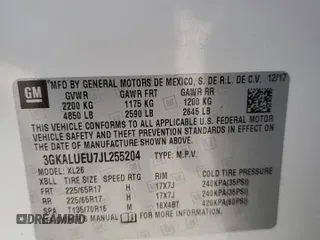 GM
MFD BY GENERAL MOTORS DE MEXICO, S. DE R.L. DE C.V. 12/17
GVWR GAWR FRT GAWR RR
2200 KG 1175 KG 1200 KG
4850 LB 2590 LB 2645 LB
THIS VEHICLE CONFORMS TO ALL APPLICABLE U.S.
FEDERAL MOTOR VEHICLE SAFETY, BUMPER, AND
THEFT PREVENTION STANDARDS IN EFFECT ON THE
DATE OF MANUFACTURE SHOWN ABOVE.
3GKALUEU7JL255204 TYPE: M.P.V.
MODEL: XL26
TIRE SIZE SPEED RTG RIM COLD TIRE PRESSURE
FRT 225/65R17 H 17X7J 240KPA(35PSI)
RR 225/65R17 H 17X7J 240KPA(35PSI)
SPA T135/70R16 M 16X4BT 420KPA(60PSI)
© AUTOBIDMASTER